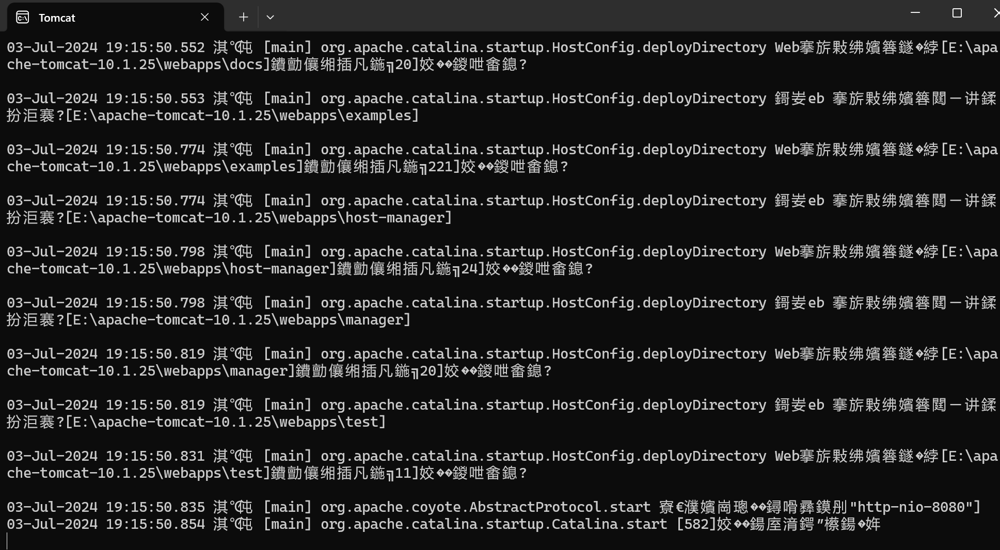 Tomcat
03-Jul-2024 19:15:50.552 淇℃伅 [main] org.apache.catalina.startup.HostConfig.deployDirectory Web搴旂敤绋嬪簭鐩�綍[E:\apa
che-tomcat-10.1.25\webapps\docs]鐨勯儴缃插凡鍦╗20]姣��鍐呭畬鎴?
03-Jul-2024 19:15:50.553 淇℃伅 [main] org.apache.catalina.startup.HostConfig.deployDirectory 鎶妛eb 搴旂敤绋嬪簭閮ㄧ讲鍒
扮洰褰?[E:\apache-tomcat-10.1.25\webapps\examples]
03-Jul-2024 19:15:50.774 淇℃伅 [main] org.apache.catalina.startup.HostConfig.deployDirectory Web搴旂敤绋嬪簭鐩�綍[E:\apa
che-tomcat-10.1.25\webapps\examples]鐨勯儴缃插凡鍦╗221]姣��鍐呭畬鎴?
03-Jul-2024 19:15:50.774 淇℃伅 [main] org.apache.catalina.startup.HostConfig.deployDirectory 鎶妛eb 搴旂敤绋嬪簭閮ㄧ讲鍒
扮洰褰?[E:\apache-tomcat-10.1.25\webapps\host-manager]
03-Jul-2024 19:15:50.798 淇℃伅 [main] org.apache.catalina.startup.HostConfig.deployDirectory Web搴旂敤绋嬪簭鐩�綍[E:\apa
che-tomcat-10.1.25\webapps\host-manager]鐨勯儴缃插凡鍦╗24]姣��鍐呭畬鎴?
03-Jul-2024 19:15:50.798 淇℃伅 [main] org.apache.catalina.startup.HostConfig.deployDirectory 鎶妛eb 搴旂敤绋嬪簭閮ㄧ讲鍒
扮洰褰?[E:\apache-tomcat-10.1.25\webapps\manager]
03-Jul-2024 19:15:50.819 淇℃伅 [main] org.apache.catalina.startup.HostConfig.deployDirectory Web搴旂敤绋嬪簭鐩�綍[E:\apa
che-tomcat-10.1.25\webapps\manager]鐨勯儴缃插凡鍦╗20]姣��鍐呭畬鎴?
03-Jul-2024 19:15:50.819 淇℃伅 [main] org.apache.catalina.startup.HostConfig.deployDirectory 鎶妛eb 搴旂敤绋嬪簭閮ㄧ讲鍒
扮洰褰?[E:\apache-tomcat-10.1.25\webapps\test]
03-Jul-2024 19:15:50.831 淇℃伅 [main] org.apache.catalina.startup.HostConfig.deployDirectory Web搴旂敤绋嬪簭鐩�綍[E:\apa
che-tomcat-10.1.25\webapps\test]鐨勯儴缃插凡鍦╗11]姣��鍐呭畬鎴?
03-Jul-2024 19:15:50.835 淇℃伅 [main] org.apache.coyote.AbstractProtocol.start 寮€濮嬪崗璁��鐞嗗彞鏌刐"http-nio-8080"]
03-Jul-2024 19:15:50.854 淇℃伅 [main] org.apache.catalina.startup.Catalina.start [582]姣��鍚庢湇鍔″櫒鍚�姩